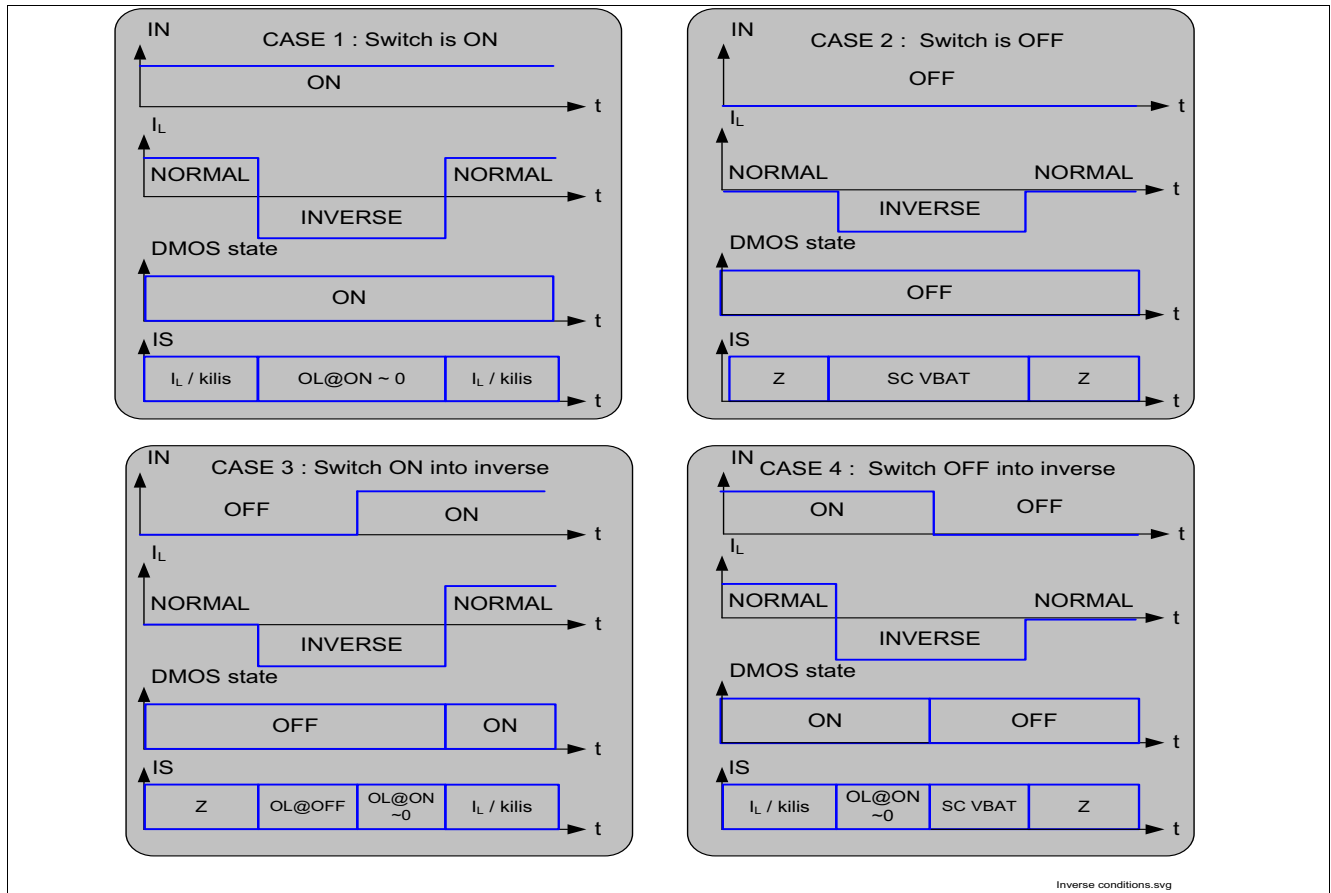 IN
CASE 1 : Switch is ON
ON
t
IL
NORMAL
NORMAL
t
INVERSE
DMOS state
ON
t
IS
IL / kilis
OL@ON ~ 0
IL / kilis
t
IN
CASE 2 : Switch is OFF
OFF
t
IL
NORMAL
NORMAL
t
INVERSE
DMOS state
OFF
t
IS
Z
SC VBAT
Z
t
IN
CASE 3 : Switch ON into inverse
OFF
ON
t
IL
NORMAL
NORMAL
t
INVERSE
DMOS state
OFF
ON
t
IS
Z
OL@OFF
OL@ON
~0
IL / kilis
t
IN
CASE 4 : Switch OFF into inverse
ON
OFF
t
IL
NORMAL
NORMAL
t
INVERSE
DMOS state
ON
OFF
t
IS
IL / kilis
OL@ON
~0
SC VBAT
Z
t
Inverse conditions.svg